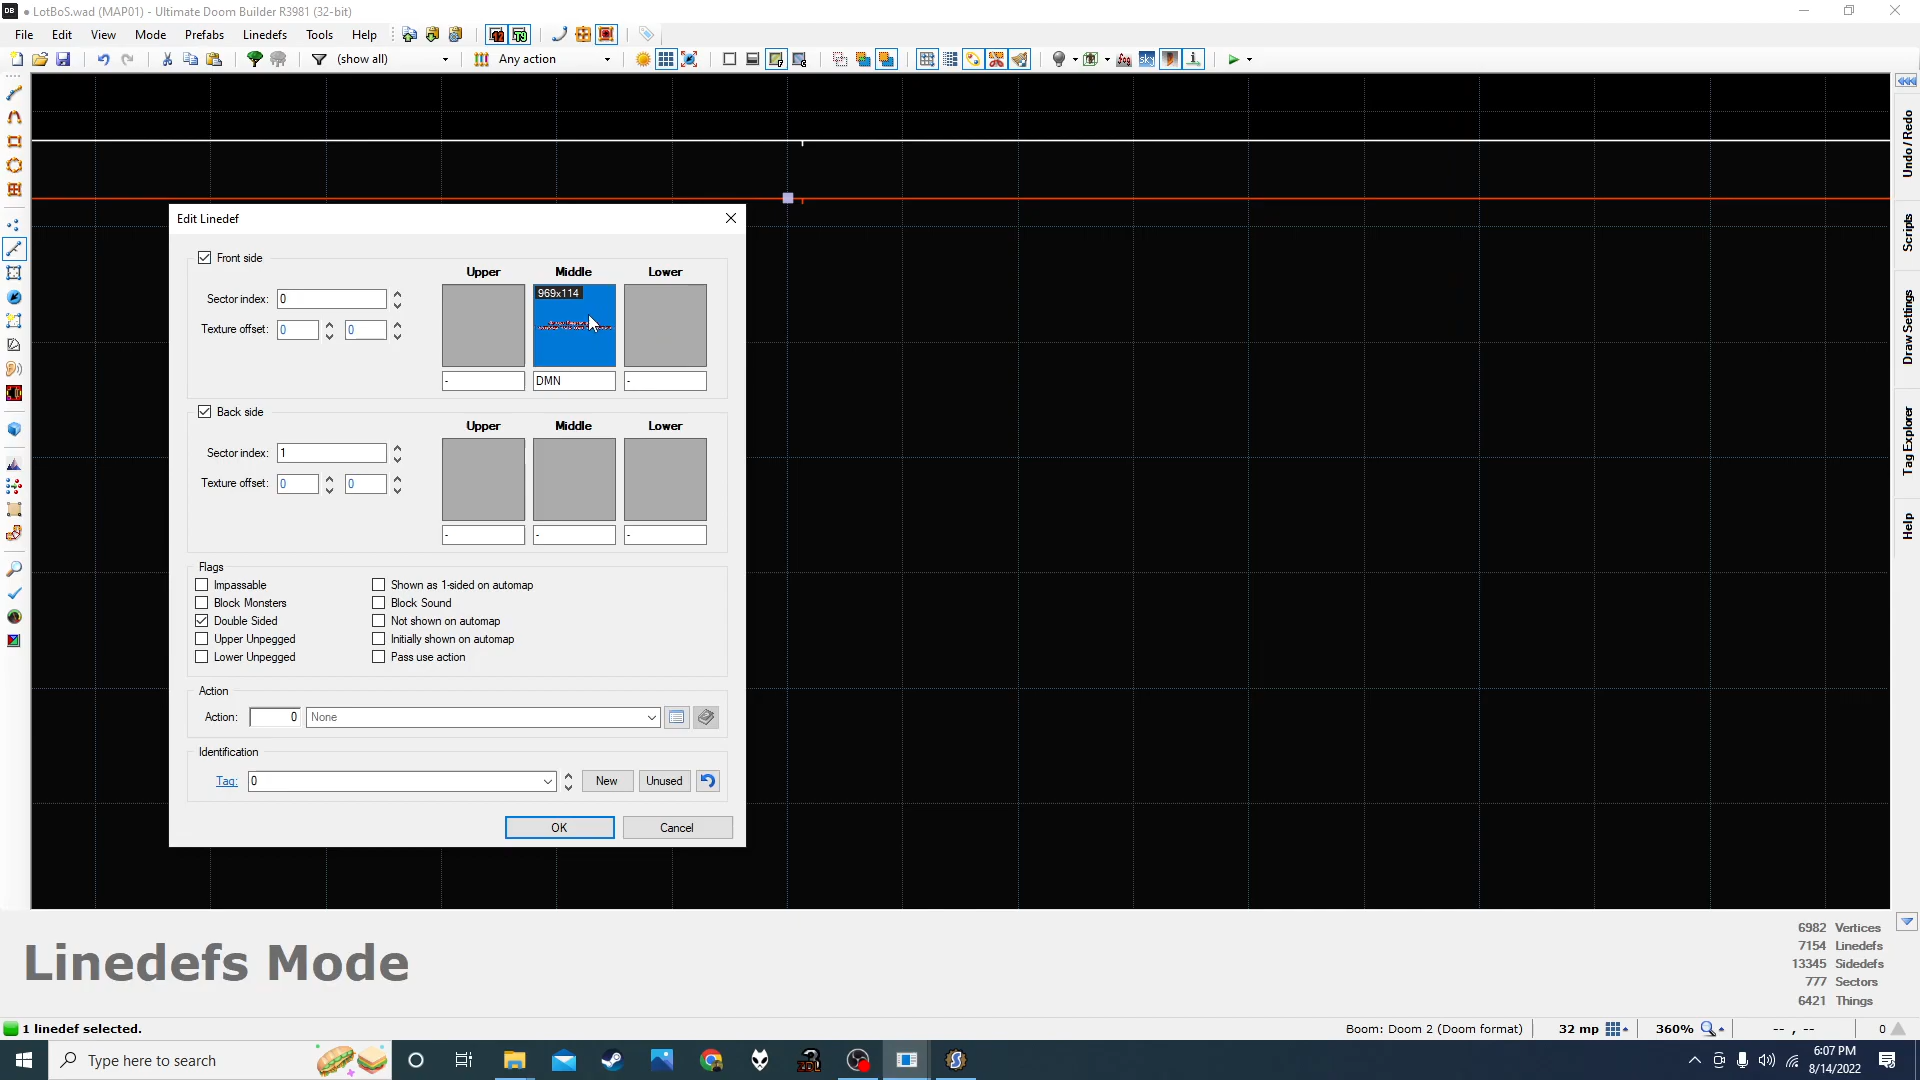 DB • LotBoS.wad (MAP01) - Ultimate Doom Builder R3981 (32-bit)
File Edit View Mode Prefabs Linedefs Tools Help
(show all) Any action fog sky
Undo / Redo
Scripts
Draw Settings
Tag Explorer
Help
Edit Linedef
Front side
Upper Middle Lower
969x114
Sector index: 0
Texture offset: 0 0
- DMN -
Back side
Upper Middle Lower
Sector index: 1
Texture offset: 0 0
- - -
Flags
Impassable Shown as 1-sided on automap
Block Monsters Block Sound
Double Sided Not shown on automap
Upper Unpegged Initially shown on automap
Lower Unpegged Pass use action
Action
Action: 0 None
Identification
Tag: 0 New Unused
OK Cancel
Linedefs Mode
6982 Vertices
7154 Linedefs
13345 Sidedefs
777 Sectors
6421 Things
1 linedef selected. Boom: Doom 2 (Doom format) 32 mp 360% -- , -- 0
Type here to search
6:07 PM
8/14/2022